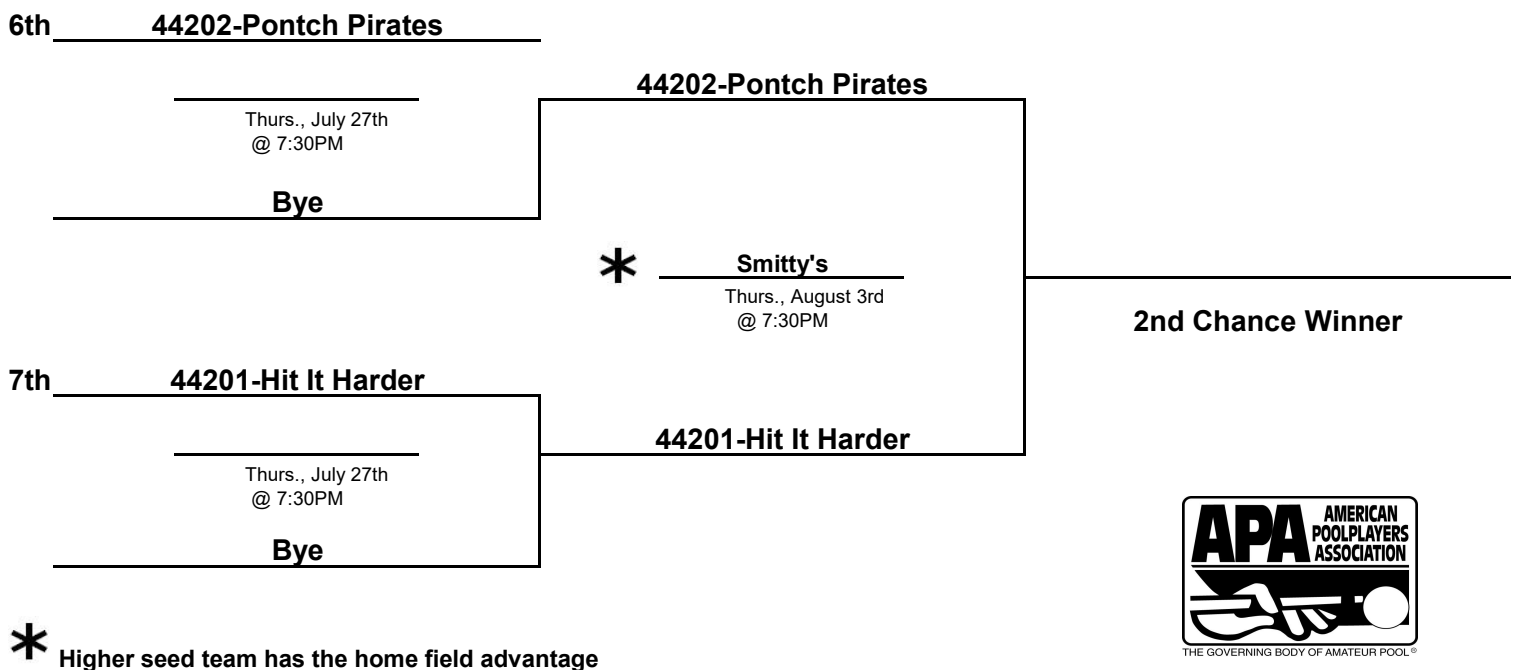 6th 44202-Pontch Pirates
44202-Pontch Pirates
Thurs., July 27th
@ 7:30PM
Bye
* Smitty's
Thurs., August 3rd
@ 7:30PM
2nd Chance Winner
7th 44201-Hit It Harder
44201-Hit It Harder
Thurs., July 27th
@ 7:30PM
Bye
APA AMERICAN
POOLPLAYERS
ASSOCIATION
THE GOVERNING BODY OF AMATEUR POOL®
* Higher seed team has the home field advantage